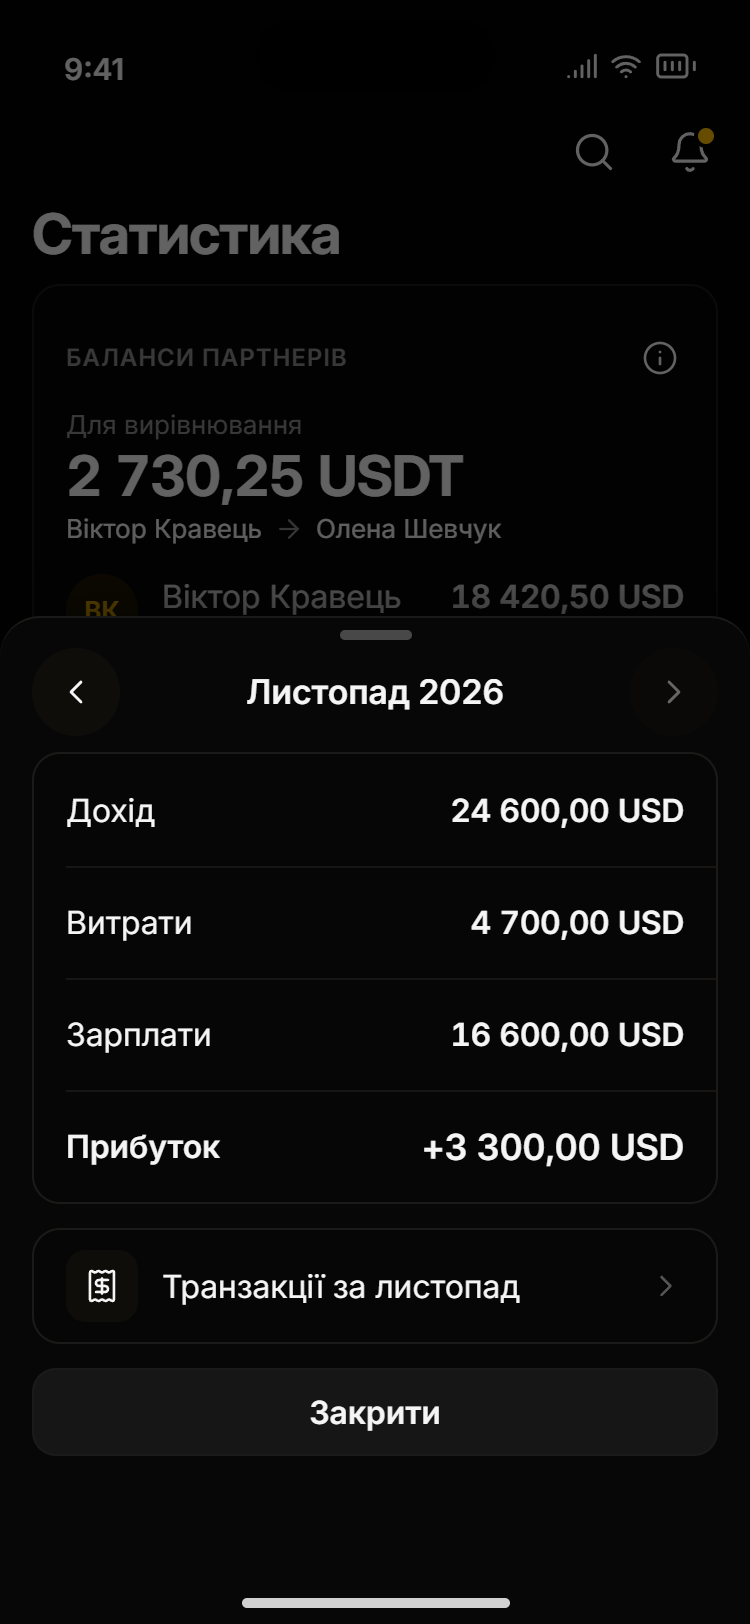 9:41
Статистика
БАЛАНСИ ПАРТНЕРІВ
Для вирівнювання
2 730,25 USDT
Віктор Кравець → Олена Шевчук
ВК Віктор Кравець 18 420,50 USD
Листопад 2026
Дохід 24 600,00 USD
Витрати 4 700,00 USD
Зарплати 16 600,00 USD
Прибуток +3 300,00 USD
Транзакції за листопад
Закрити